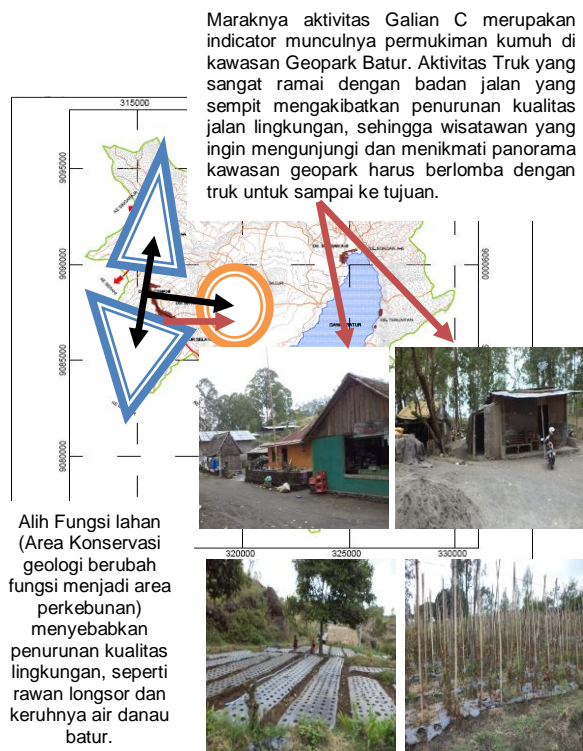 Maraknya aktivitas Galian C merupakan
indicator munculnya permukiman kumuh di
kawasan Geopark Batur. Aktivitas Truk yang
sangat ramai dengan badan jalan yang
sempit mengakibatkan penurunan kualitas
jalan lingkungan, sehingga wisatawan yang
ingin mengunjungi dan menikmati panorama
kawasan geopark harus berlomba dengan
truk untuk sampai ke tujuan.
315000
9095000
9090000
9085000
9080000
320000
325000
330000
Alih Fungsi lahan
(Area Konservasi
geologi berubah
fungsi menjadi area
perkebunan)
menyebabkan
penurunan kualitas
lingkungan, seperti
rawan longsor dan
keruhnya air danau
batur.